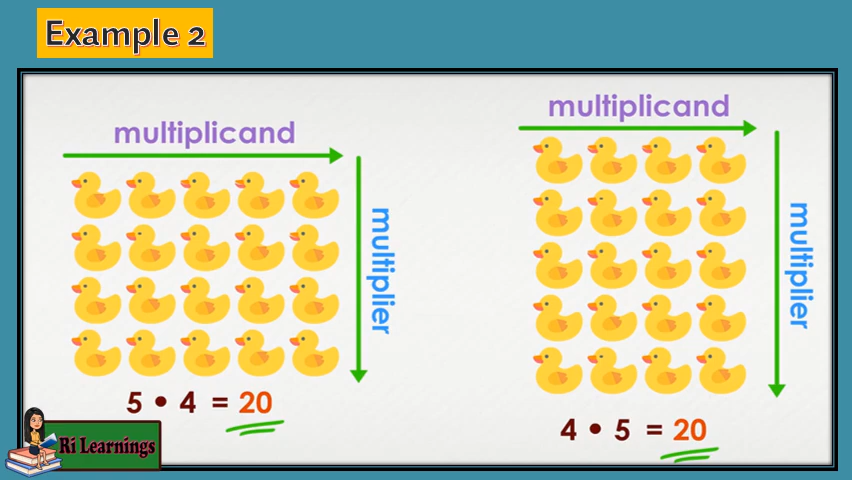 Example 2
multiplicand
multiplier
5 • 4 = 20
multiplicand
multiplier
4 • 5 = 20
Ri Learnings